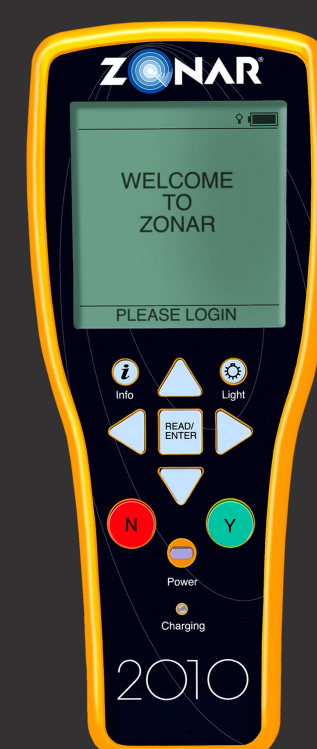 ZONAR®
WELCOME
TO
ZONAR
PLEASE LOGIN
i
Info
Light
READ/
ENTER
N
Y
Power
Charging
2010